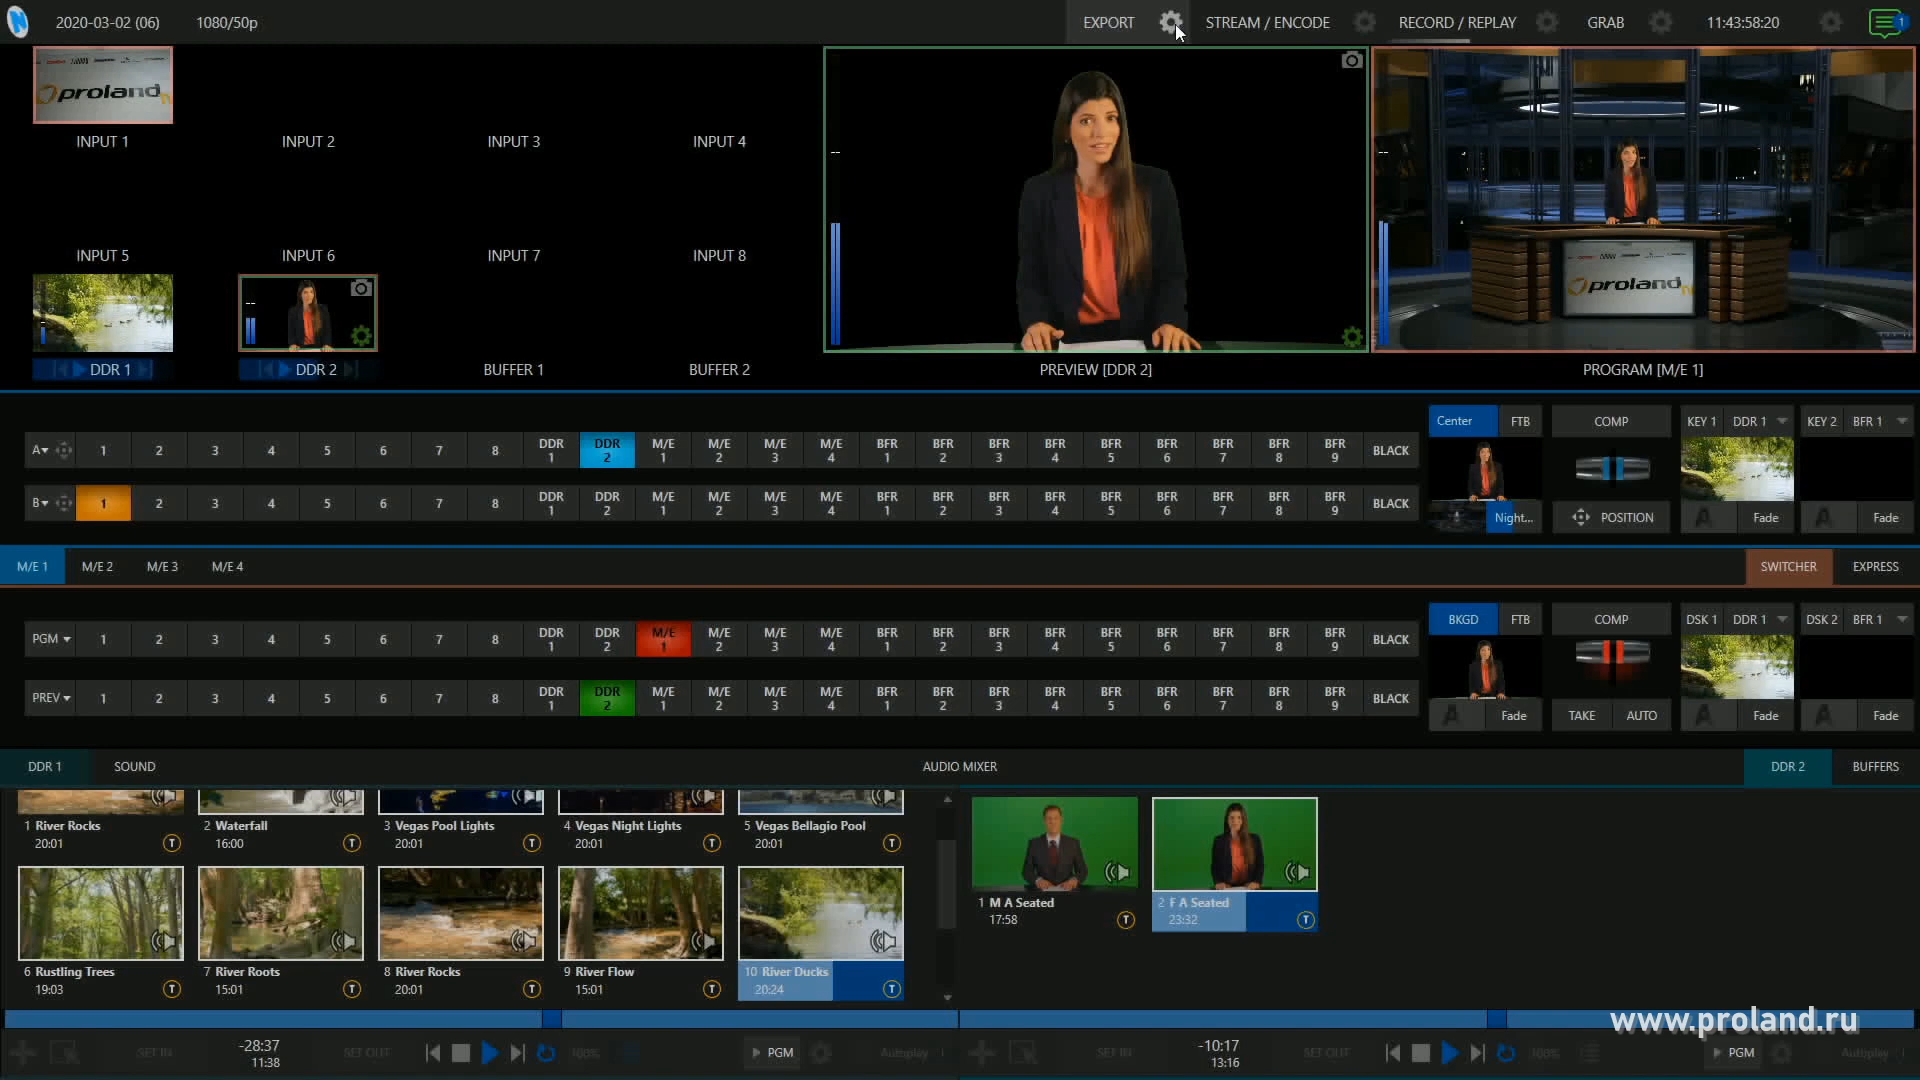 2020-03-02 (06) 1080/50p EXPORT STREAM / ENCODE RECORD / REPLAY GRAB 11:43:58:20 1
proland
INPUT 1 INPUT 2 INPUT 3 INPUT 4
INPUT 5 INPUT 6 INPUT 7 INPUT 8
proland
DDR 1 DDR 2 BUFFER 1 BUFFER 2 PREVIEW [DDR 2] PROGRAM [M/E 1]
Center FTB COMP KEY 1 DDR 1 KEY 2 BFR 1
A 1 2 3 4 5 6 7 8 DDR 1 DDR 2 M/E 1 M/E 2 M/E 3 M/E 4 BFR 1 BFR 2 BFR 3 BFR 4 BFR 5 BFR 6 BFR 7 BFR 8 BFR 9 BLACK
B 1 2 3 4 5 6 7 8 DDR 1 DDR 2 M/E 1 M/E 2 M/E 3 M/E 4 BFR 1 BFR 2 BFR 3 BFR 4 BFR 5 BFR 6 BFR 7 BFR 8 BFR 9 BLACK
Night... POSITION Fade Fade
M/E 1 M/E 2 M/E 3 M/E 4 SWITCHER EXPRESS
BKGD FTB COMP DSK 1 DDR 1 DSK 2 BFR 1
PGM 1 2 3 4 5 6 7 8 DDR 1 DDR 2 M/E 1 M/E 2 M/E 3 M/E 4 BFR 1 BFR 2 BFR 3 BFR 4 BFR 5 BFR 6 BFR 7 BFR 8 BFR 9 BLACK
PREV 1 2 3 4 5 6 7 8 DDR 1 DDR 2 M/E 1 M/E 2 M/E 3 M/E 4 BFR 1 BFR 2 BFR 3 BFR 4 BFR 5 BFR 6 BFR 7 BFR 8 BFR 9 BLACK
Fade TAKE AUTO Fade Fade
DDR 1 SOUND AUDIO MIXER DDR 2 BUFFERS
1 River Rocks 2 Waterfall 3 Vegas Pool Lights 4 Vegas Night Lights 5 Vegas Bellagio Pool
20:01 T 16:00 T 20:01 T 20:01 T 20:01 T
1 M A Seated 2 F A Seated
17:58 T 23:32 T
6 Rustling Trees 7 River Roots 8 River Rocks 9 River Flow 10 River Ducks
19:03 T 15:01 T 20:01 T 15:01 T 20:24 T
www.proland.ru
SET IN -28:37 SET OUT 100% PGM Autoplay SET IN -10:17 SET OUT 100% PGM Autoplay
11:38 13:16